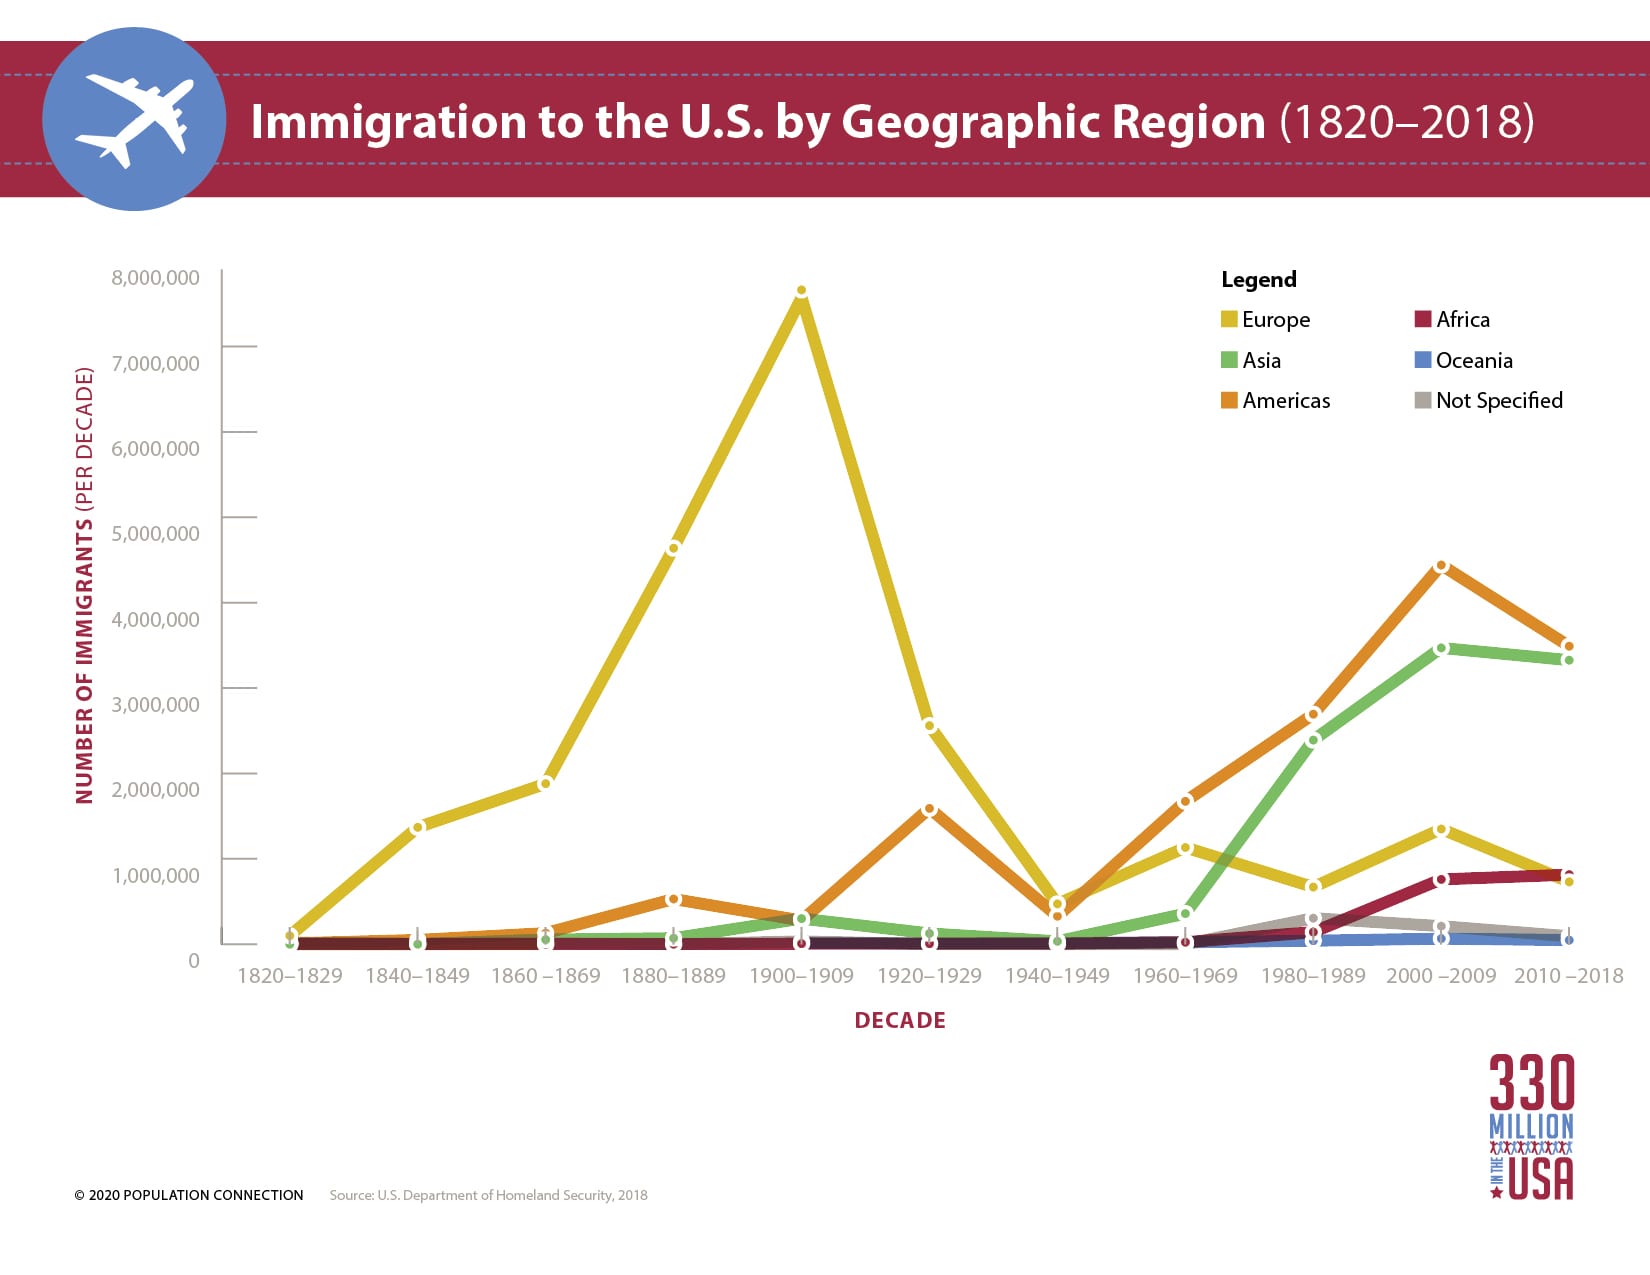 Immigration to the U.S. by Geographic Region (1820–2018)
8,000,000
7,000,000
6,000,000
5,000,000
4,000,000
3,000,000
2,000,000
1,000,000
0
NUMBER OF IMMIGRANTS (PER DECADE)
Legend
Europe
Africa
Asia
Oceania
Americas
Not Specified
1820–1829 1840–1849 1860 –1869 1880–1889 1900–1909 1920–1929 1940–1949 1960–1969 1980–1989 2000 –2009 2010 –2018
DECADE
330
MILLION
IN THE
USA
© 2020 POPULATION CONNECTION Source: U.S. Department of Homeland Security, 2018